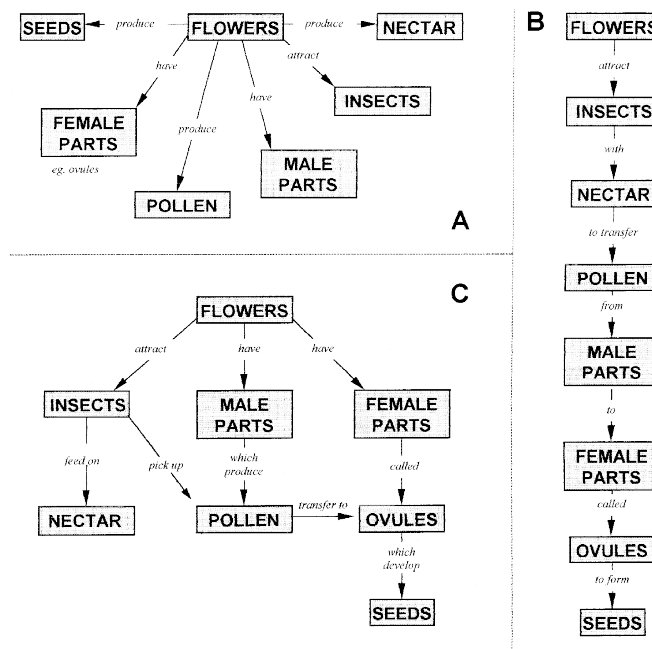 SEEDS
produce
FLOWERS
produce
NECTAR
have
attract
FEMALE
PARTS
eg. ovules
produce
have
INSECTS
MALE
PARTS
POLLEN
A
B
FLOWERS
attract
INSECTS
with
NECTAR
to transfer
POLLEN
from
MALE
PARTS
to
FEMALE
PARTS
called
OVULES
to form
SEEDS
C
FLOWERS
attract
have
have
INSECTS
MALE
PARTS
FEMALE
PARTS
feed on
pick up
which
produce
called
NECTAR
POLLEN
transfer to
OVULES
which
develop
SEEDS